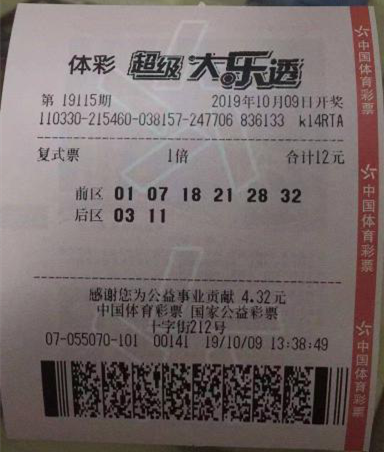 体彩 超级大乐透
第 19115期 2019年10月09日开奖
110330-215460-038157-247706 836133 k14RTA
复式票 1倍 合计12元
前区 01 07 18 21 28 32
后区 03 11
感谢您为公益事业贡献 4.32元
中国体育彩票 国家公益彩票
十字街212号
07-055070-101 00141 19/10/09 13:38:49
中国体育彩票
中国体育彩票
中国体育彩票